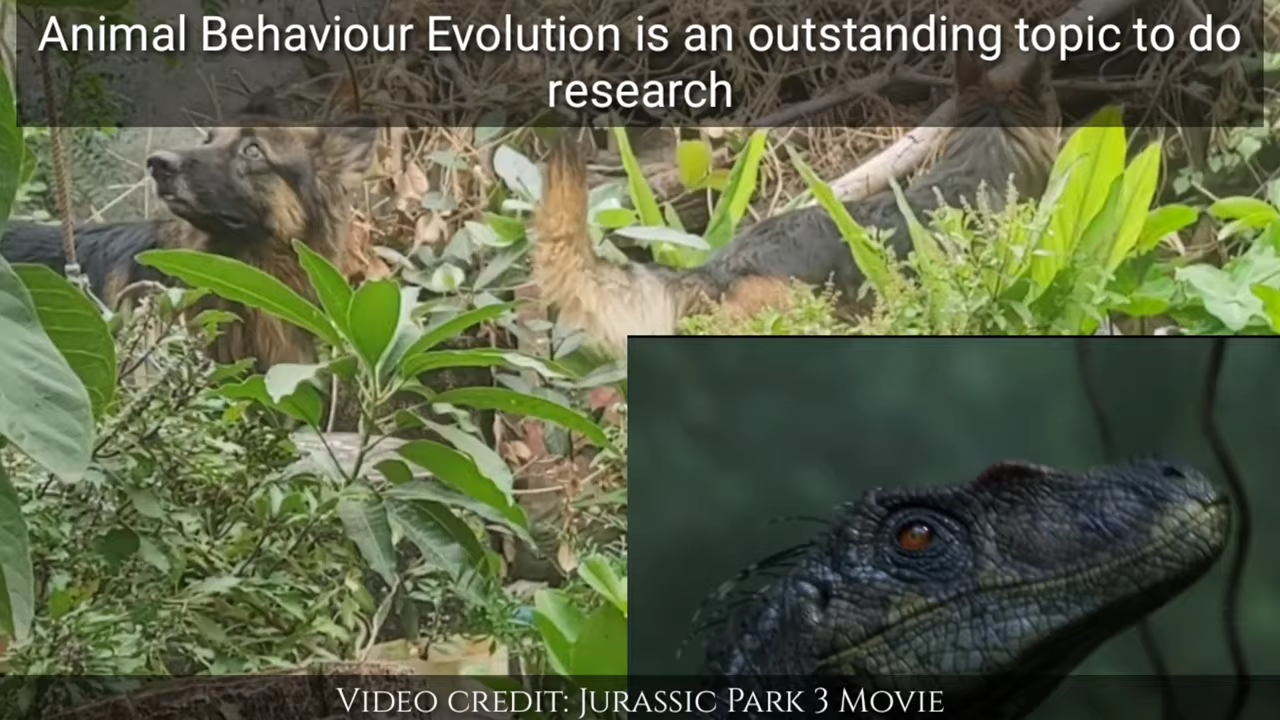 Animal Behaviour Evolution is an outstanding topic to do
research
Video credit: Jurassic Park 3 Movie